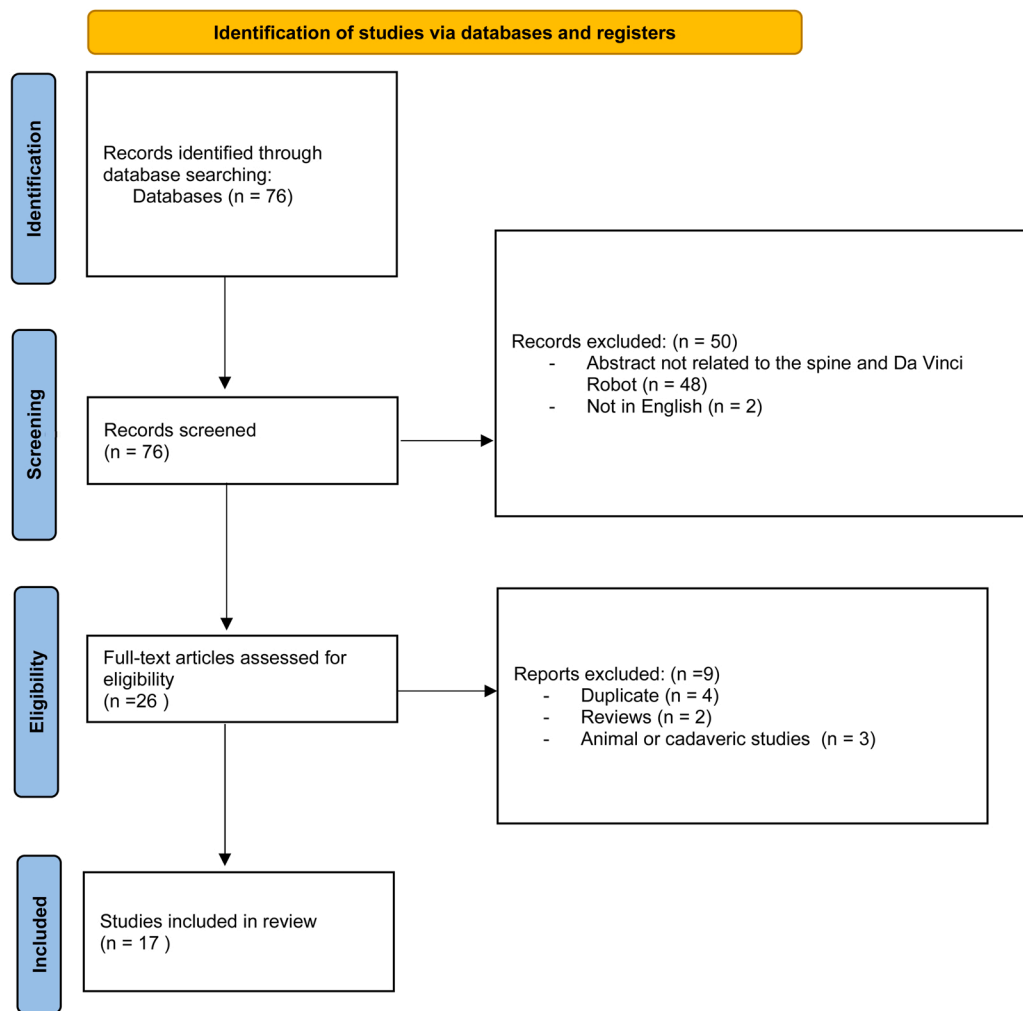 Identification of studies via databases and registers
Identification
Records identified through
database searching:
Databases (n = 76)
Screening
Records screened
(n = 76)
Records excluded: (n = 50)
- Abstract not related to the spine and Da Vinci
Robot (n = 48)
- Not in English (n = 2)
Eligibility
Full-text articles assessed for
eligibility
(n =26 )
Reports excluded: (n =9)
- Duplicate (n = 4)
- Reviews (n = 2)
- Animal or cadaveric studies  (n = 3)
Included
Studies included in review
(n = 17 )